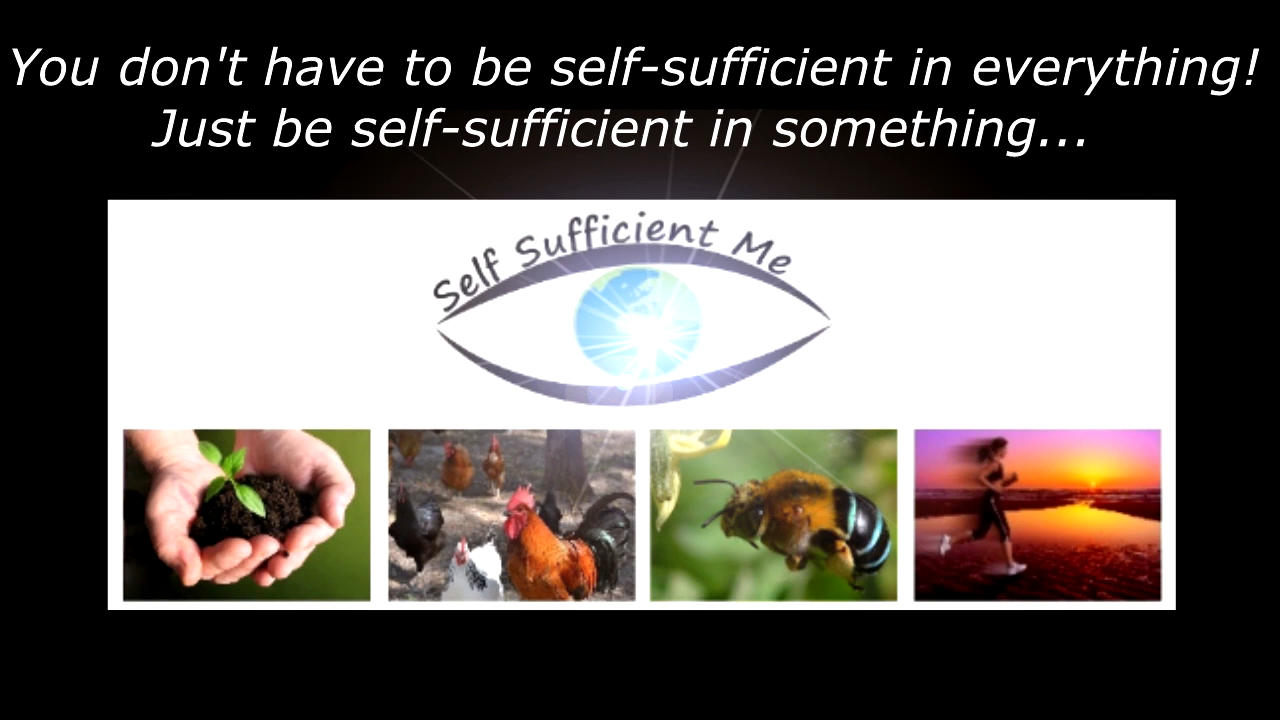 You don't have to be self-sufficient in everything!
Just be self-sufficient in something...
Self Sufficient Me